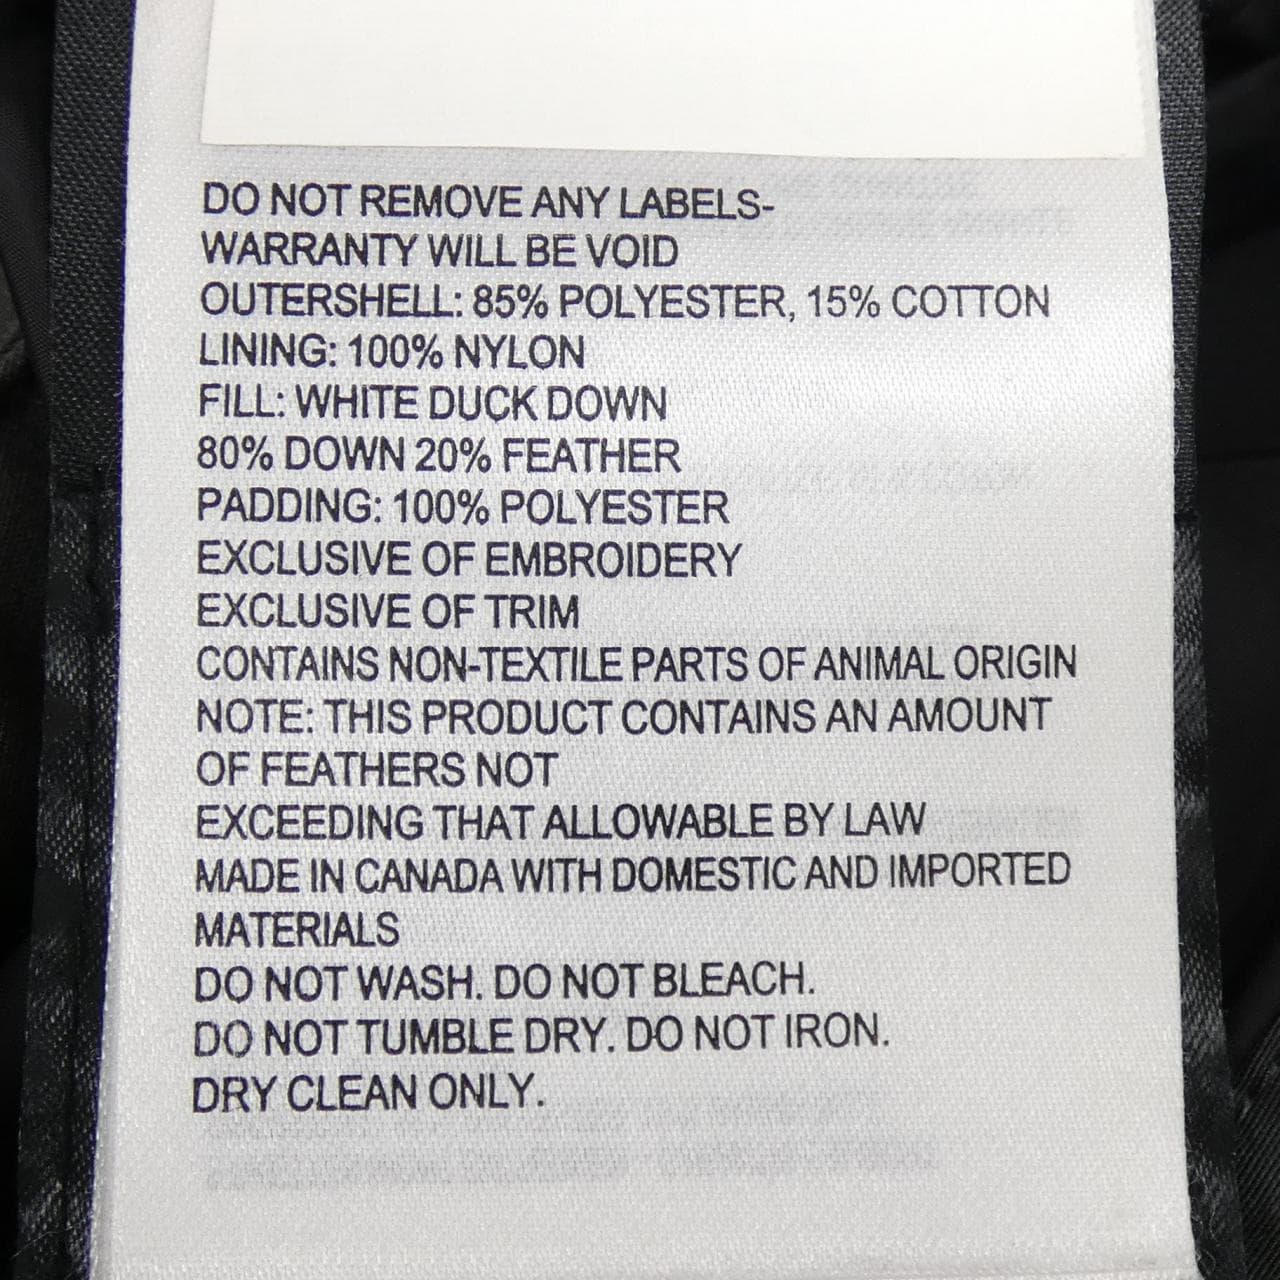 DO NOT REMOVE ANY LABELS-
WARRANTY WILL BE VOID
OUTERSHELL: 85% POLYESTER, 15% COTTON
LINING: 100% NYLON
FILL: WHITE DUCK DOWN
80% DOWN 20% FEATHER
PADDING: 100% POLYESTER
EXCLUSIVE OF EMBROIDERY
EXCLUSIVE OF TRIM
CONTAINS NON-TEXTILE PARTS OF ANIMAL ORIGIN
NOTE: THIS PRODUCT CONTAINS AN AMOUNT
OF FEATHERS NOT
EXCEEDING THAT ALLOWABLE BY LAW
MADE IN CANADA WITH DOMESTIC AND IMPORTED
MATERIALS
DO NOT WASH. DO NOT BLEACH.
DO NOT TUMBLE DRY. DO NOT IRON.
DRY CLEAN ONLY.